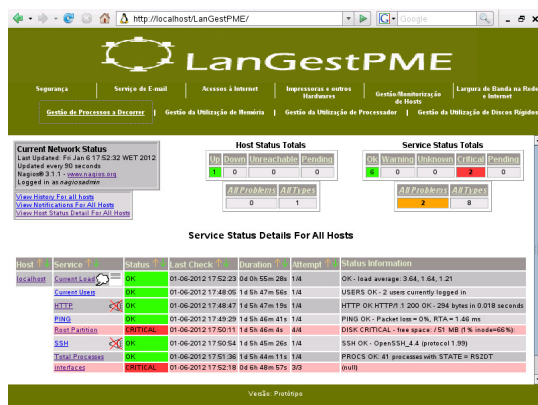 http://localhost/LanGestPME/
Google
LanGestPME
Segurança
Serviço de E-mail
Acessos à Internet
Impressoras e outros Hardwares
Gestão/Monitorização de Hosts
Largura de Banda na Rede e Internet
Gestão de Processos a Decorrer | Gestão da Utilização de Memória | Gestão da Utilização de Processador | Gestão da Utilização de Discos Rígidos
Current Network Status
Last Updated: Fri Jan 6 17:52:32 WET 2012
Updated every 90 seconds
Nagios® 3.1.1 - www.nagios.org
Logged in as nagiosadmin
View History For all hosts
View Notifications For All Hosts
View Host Status Detail For All Hosts
Host Status Totals
Up Down Unreachable Pending
1 0 0 0
All Problems All Types
0 1
Service Status Totals
Ok Warning Unknown Critical Pending
6 0 0 2 0
All Problems All Types
2 8
Service Status Details For All Hosts
Host Service Status Last Check Duration Attempt Status Information
localhost Current Load OK 01-06-2012 17:52:23 0d 0h 55m 28s 1/4 OK - load average: 3.64, 1.64, 1.21
Current Users OK 01-06-2012 17:48:05 1d 5h 47m 56s 1/4 USERS OK - 2 users currently logged in
HTTP OK 01-06-2012 17:48:47 1d 5h 47m 19s 1/4 HTTP OK HTTP/1.1 200 OK - 294 bytes in 0.018 seconds
PING OK 01-06-2012 17:49:29 1d 5h 46m 41s 1/4 PING OK - Packet loss = 0%, RTA = 1.46 ms
Root Partition CRITICAL 01-06-2012 17:50:11 1d 5h 46m 4s 4/4 DISK CRITICAL - free space: / 51 MB (1% inode=66%):
SSH OK 01-06-2012 17:50:54 1d 5h 45m 26s 1/4 SSH OK - OpenSSH_4.4 (protocol 1.99)
Total Processes OK 01-06-2012 17:51:36 1d 5h 44m 11s 1/4 PROCS OK: 41 processes with STATE = RSZDT
interfaces CRITICAL 01-06-2012 17:52:18 0d 6h 48m 57s 3/3 (null)
Versão: Protótipo